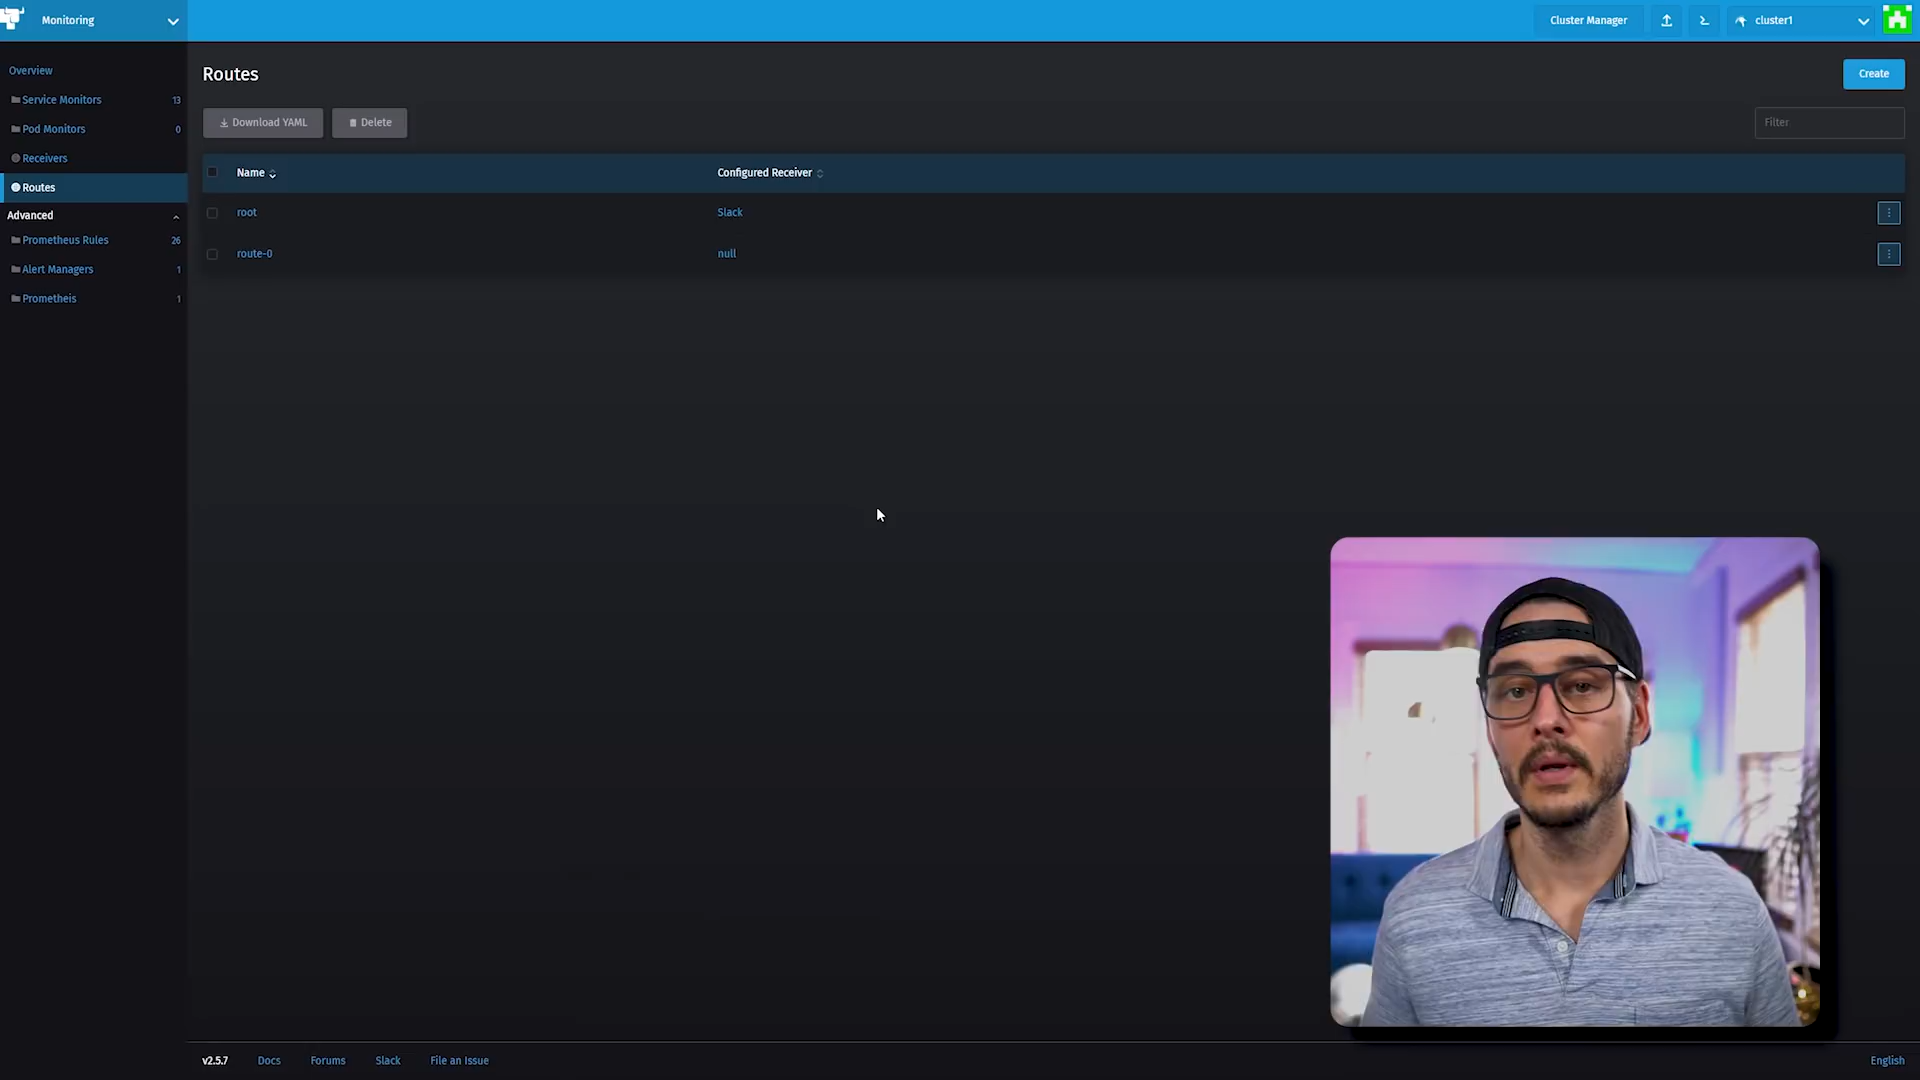 Monitoring
Cluster Manager
cluster1
Overview
Service Monitors 13
Pod Monitors 0
Receivers
Routes
Advanced
Prometheus Rules 26
Alert Managers 1
Prometheis 1
Routes
Create
Download YAML
Delete
Filter
Name
Configured Receiver
root
Slack
route-0
null
v2.5.7
Docs
Forums
Slack
File an Issue
English